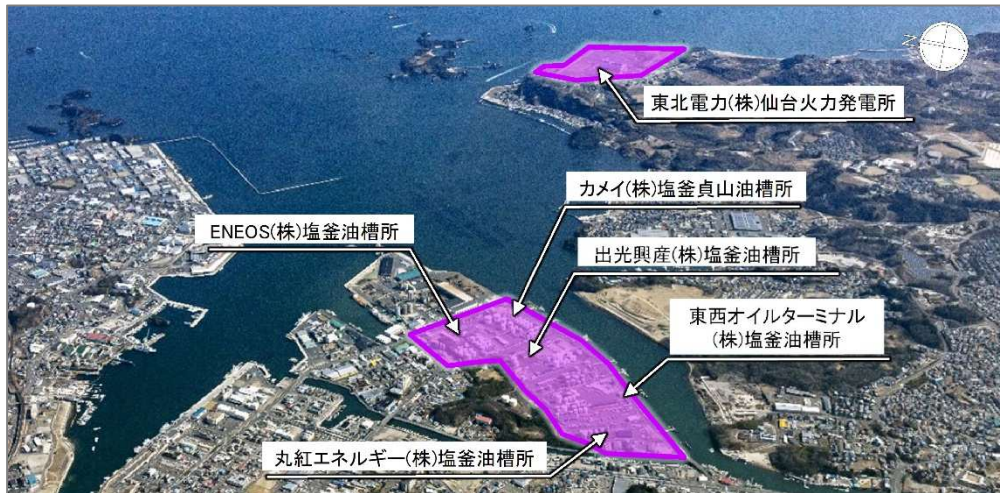 N
東北電力(株)仙台火力発電所
カメイ(株)塩釜貞山油槽所
ENEOS(株)塩釜油槽所
出光興産(株)塩釜油槽所
東西オイルターミナル
(株)塩釜油槽所
丸紅エネルギー(株)塩釜油槽所